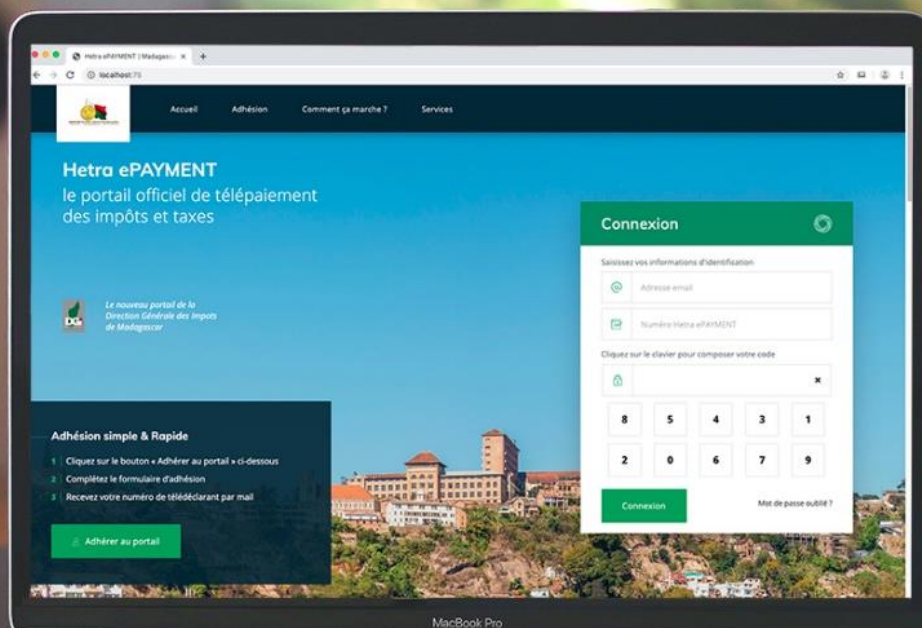 Hetra ePAYMENT | Madagascar
localhost:76
Accueil
Adhésion
Comment ça marche ?
Services
Hetra ePAYMENT
le portail officiel de télépaiement
des impôts et taxes
Le nouveau portail de la
Direction Générale des Impots
de Madagascar
Adhésion simple & Rapide
1 Cliquez sur le bouton « Adhérer au portail » ci-dessous
2 Complétez le formulaire d'adhésion
3 Recevez votre numéro de télédéclarant par mail
Adhérer au portail
Connexion
Saisissez vos informations d'identification
Adresse email
Numéro Hetra ePAYMENT
Cliquez sur le clavier pour composer votre code
8 5 4 3 1
2 0 6 7 9
Connexion
Mot de passe oublié ?
MacBook Pro